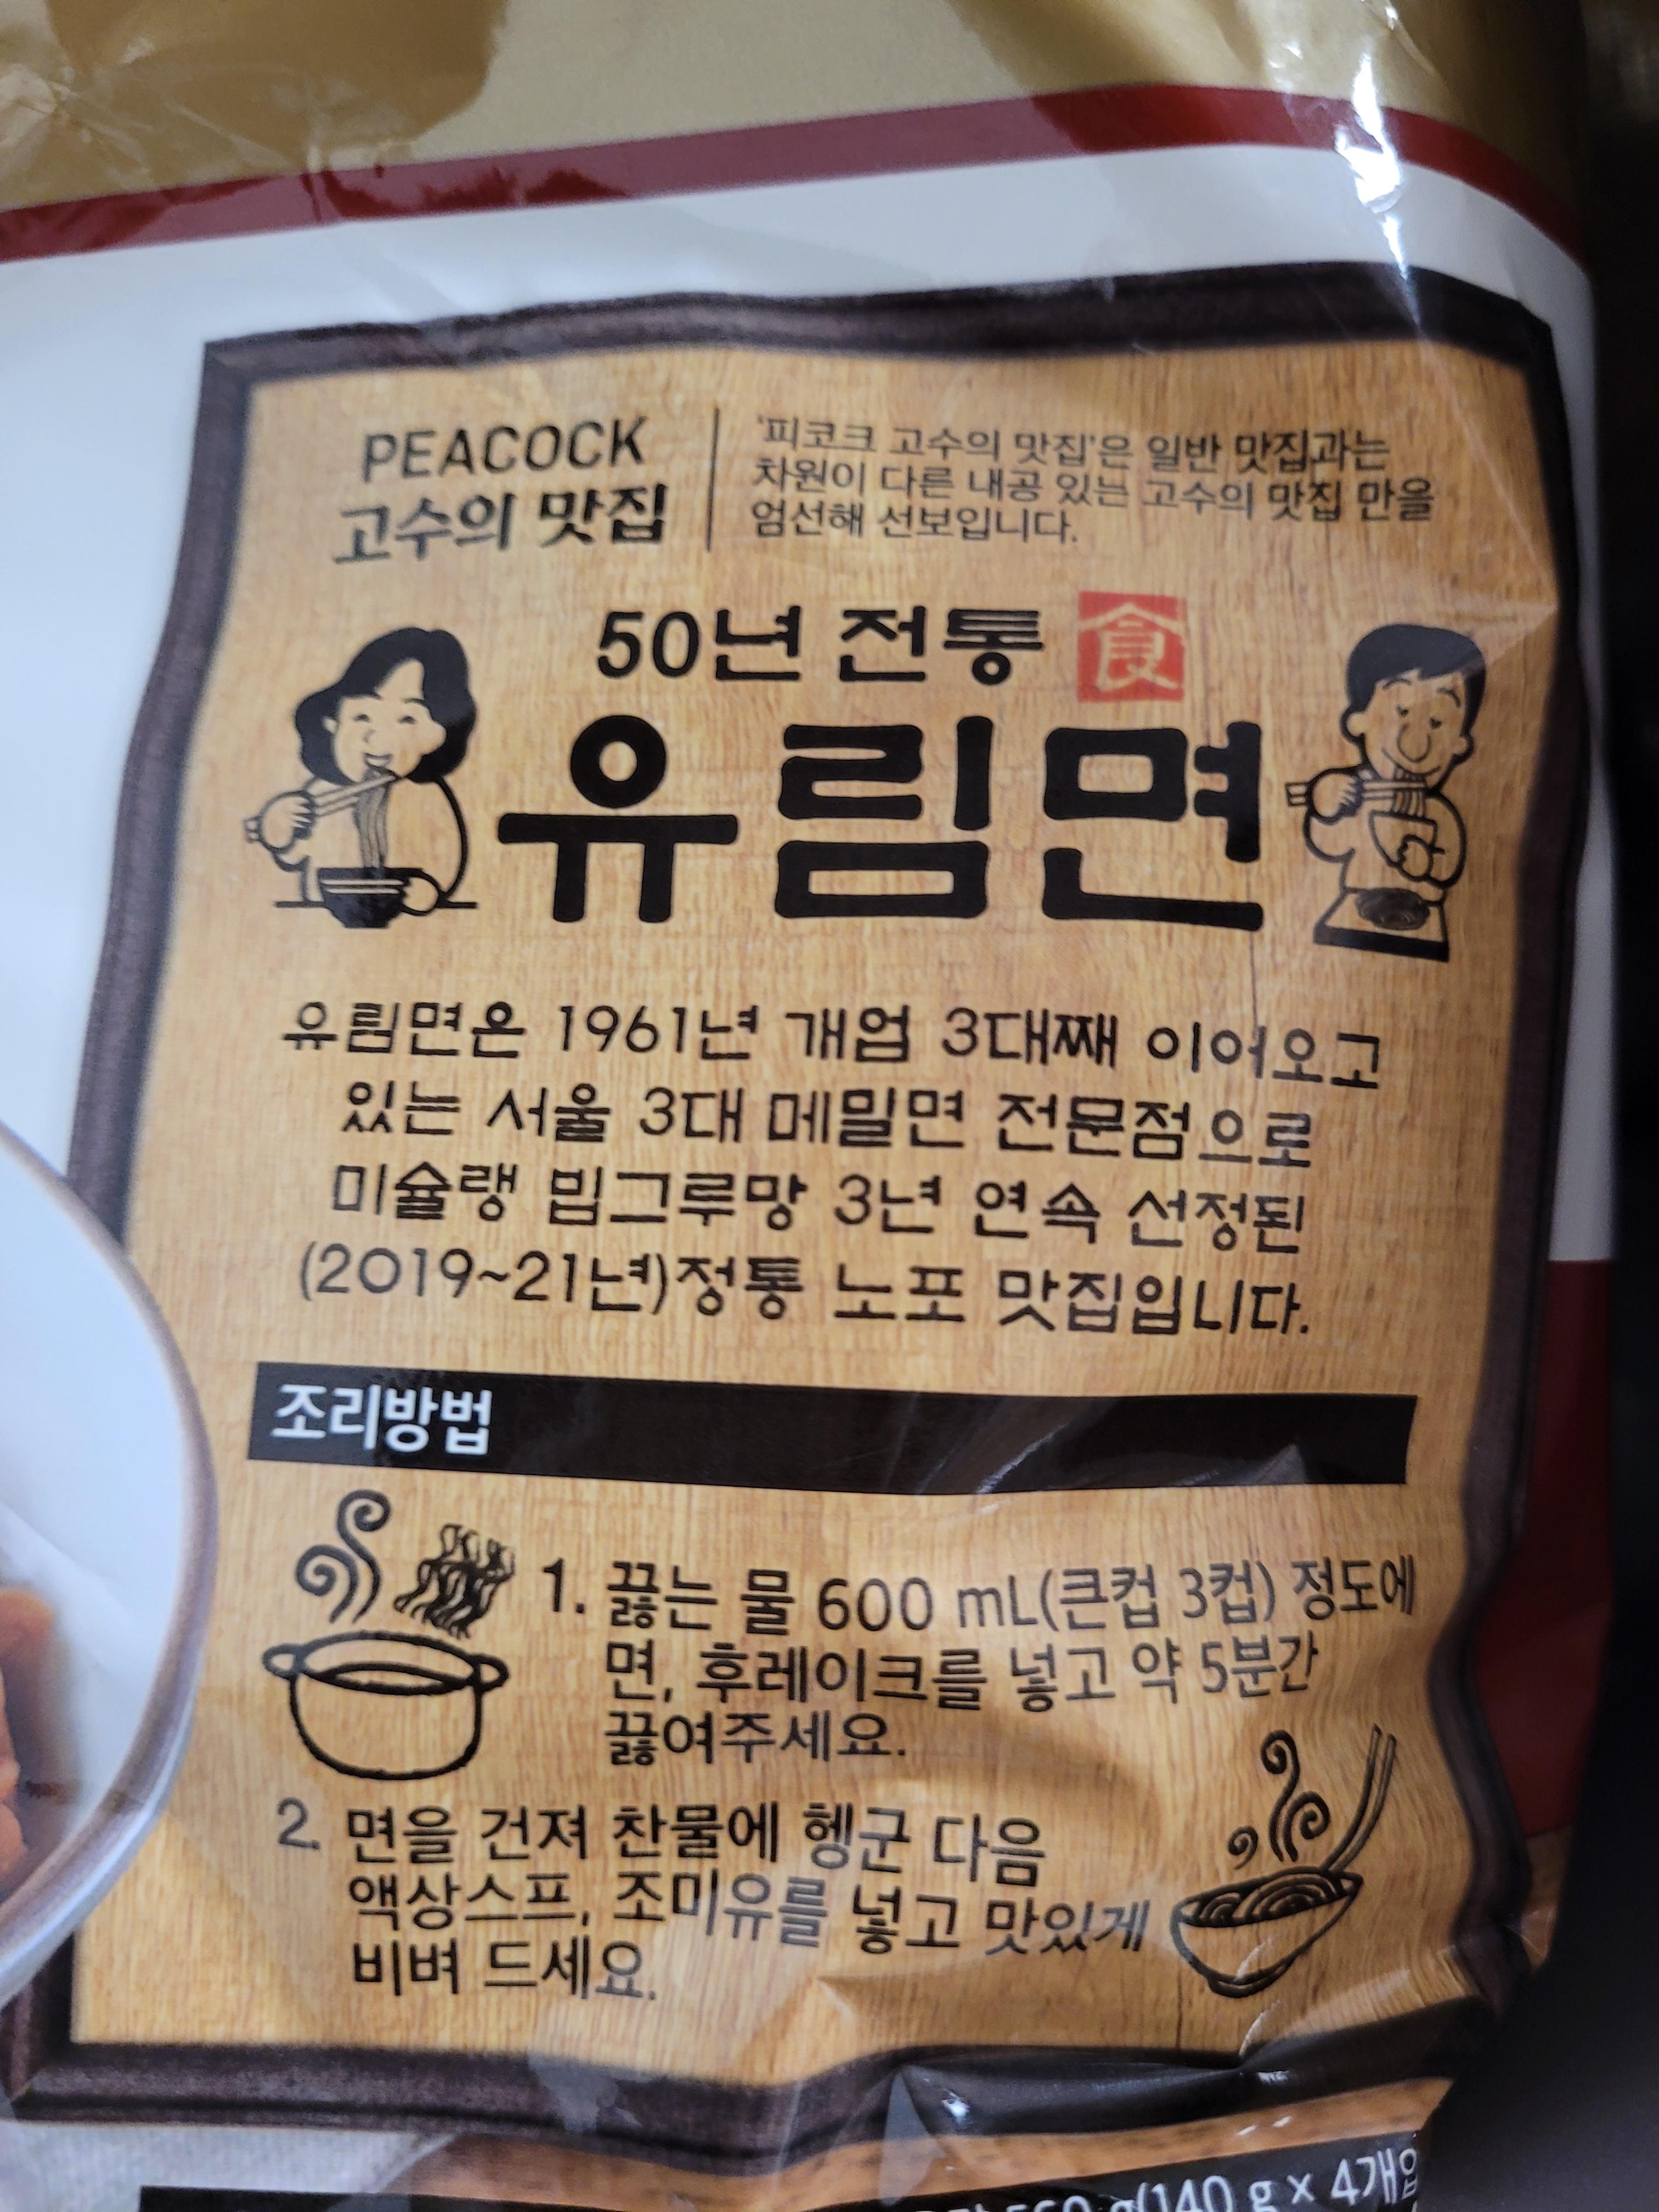 PEACOCK
고수의 맛집
'피코크 고수의 맛집'은 일반 맛집과는
차원이 다른 내공 있는 고수의 맛집 만을
엄선해 선보입니다.
50년 전통 食
유림면
유림면은 1961년 개업 3대째 이어오고
있는 서울 3대 메밀면 전문점으로
미슐랭 빕그루망 3년 연속 선정된
(2019~21년)정통 노포 맛집입니다.
조리방법
1. 끓는 물 600 mL(큰컵 3컵) 정도에
면, 후레이크를 넣고 약 5분간
끓여주세요.
2. 면을 건져 찬물에 헹군 다음
액상스프, 조미유를 넣고 맛있게
비벼 드세요.
560 g(140 g x 4개입